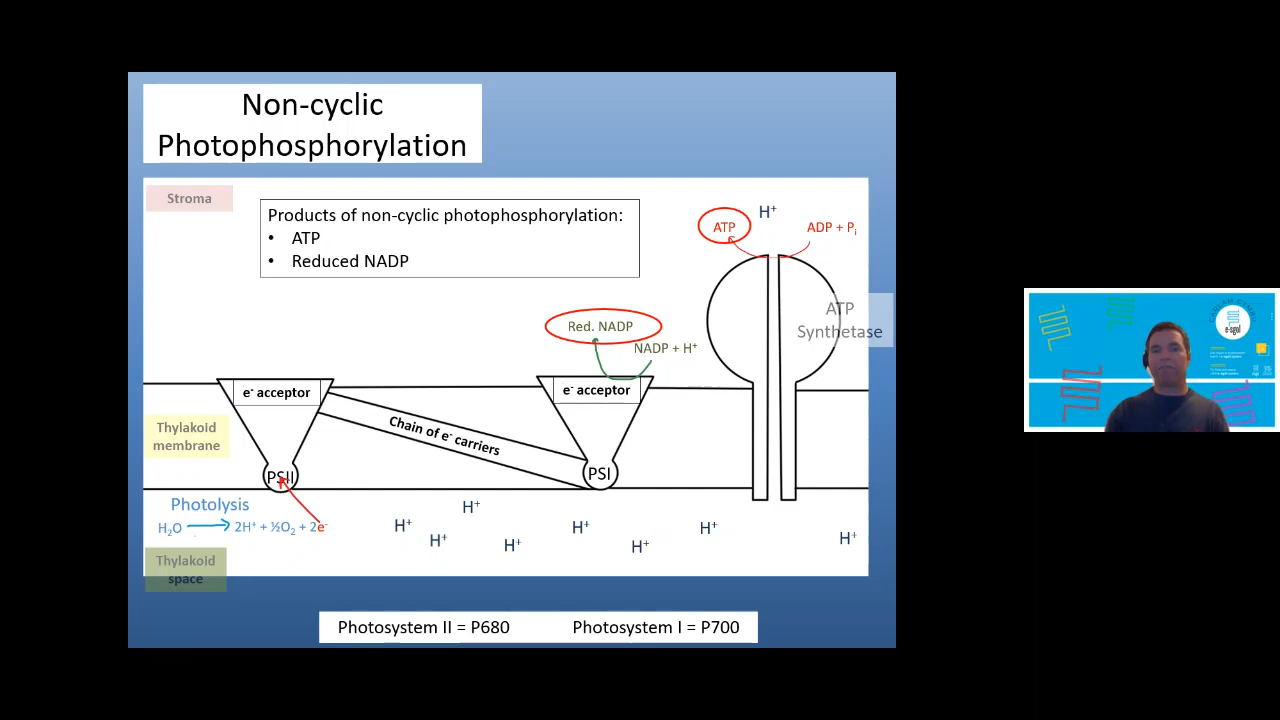 Non-cyclic
Photophosphorylation
Stroma
Products of non-cyclic photophosphorylation:
• ATP
• Reduced NADP
H⁺
ATP
ADP + Pᵢ
ATP
Synthetase
Red. NADP
NADP + H⁺
e⁻ acceptor
e⁻ acceptor
Chain of e⁻ carriers
Thylakoid
membrane
PSII
PSI
Photolysis
H₂O
2H⁺ + ½O₂ + 2e⁻
H⁺
H⁺
H⁺
H⁺
H⁺
H⁺
H⁺
H⁺
Thylakoid
space
Photosystem II = P680
Photosystem I = P700
e-sgol